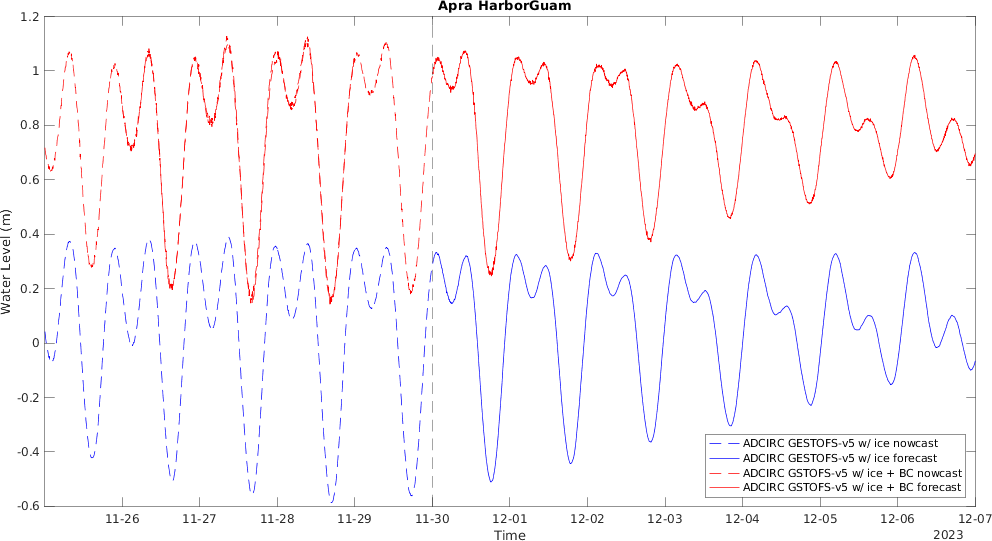 Apra HarborGuam
1.2
1
0.8
0.6
0.4
0.2
0
-0.2
-0.4
-0.6
Water Level (m)
ADCIRC GESTOFS-v5 w/ ice nowcast
ADCIRC GESTOFS-v5 w/ ice forecast
ADCIRC GSTOFS-v5 w/ ice + BC nowcast
ADCIRC GSTOFS-v5 w/ ice + BC forecast
11-26 11-27 11-28 11-29 11-30 12-01 12-02 12-03 12-04 12-05 12-06 12-07
Time
2023